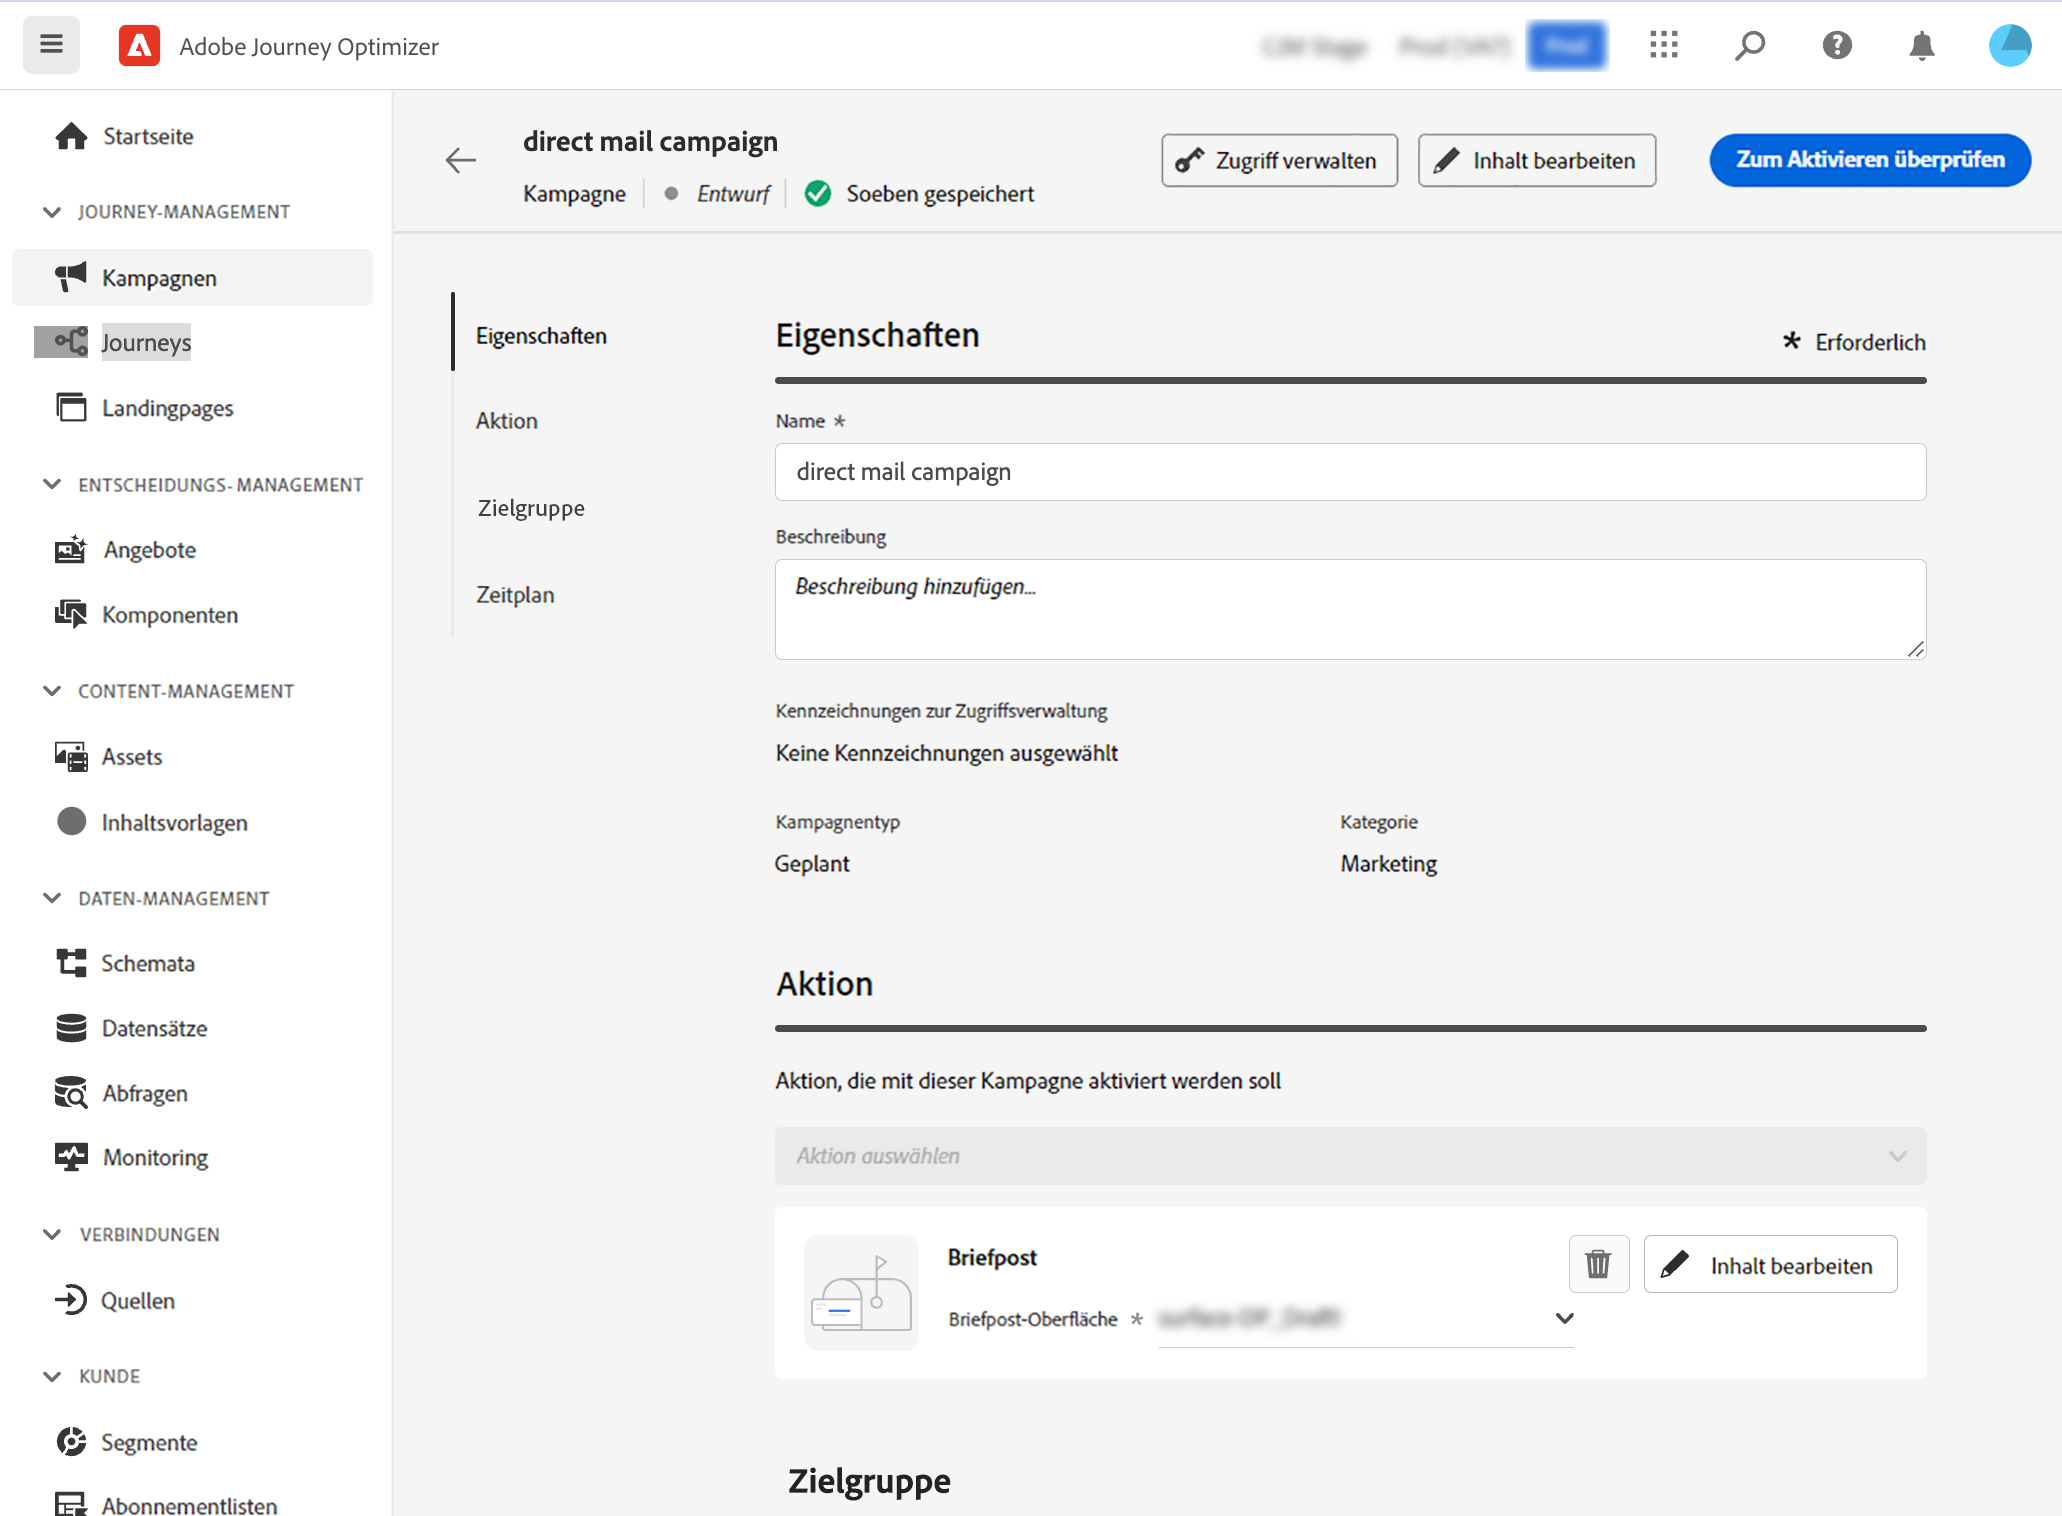 Adobe Journey Optimizer
Startseite
JOURNEY-MANAGEMENT
Kampagnen
Journeys
Landingpages
ENTSCHEIDUNGS- MANAGEMENT
Angebote
Komponenten
CONTENT-MANAGEMENT
Assets
Inhaltsvorlagen
DATEN-MANAGEMENT
Schemata
Datensätze
Abfragen
Monitoring
VERBINDUNGEN
Quellen
KUNDE
Segmente
Abonnementlisten
direct mail campaign
Kampagne
Entwurf
Soeben gespeichert
Zugriff verwalten
Inhalt bearbeiten
Zum Aktivieren überprüfen
Eigenschaften
Aktion
Zielgruppe
Zeitplan
Eigenschaften
* Erforderlich
Name *
direct mail campaign
Beschreibung
Beschreibung hinzufügen...
Kennzeichnungen zur Zugriffsverwaltung
Keine Kennzeichnungen ausgewählt
Kampagnentyp
Geplant
Kategorie
Marketing
Aktion
Aktion, die mit dieser Kampagne aktiviert werden soll
Aktion auswählen
Briefpost
Inhalt bearbeiten
Briefpost-Oberfläche *
Zielgruppe